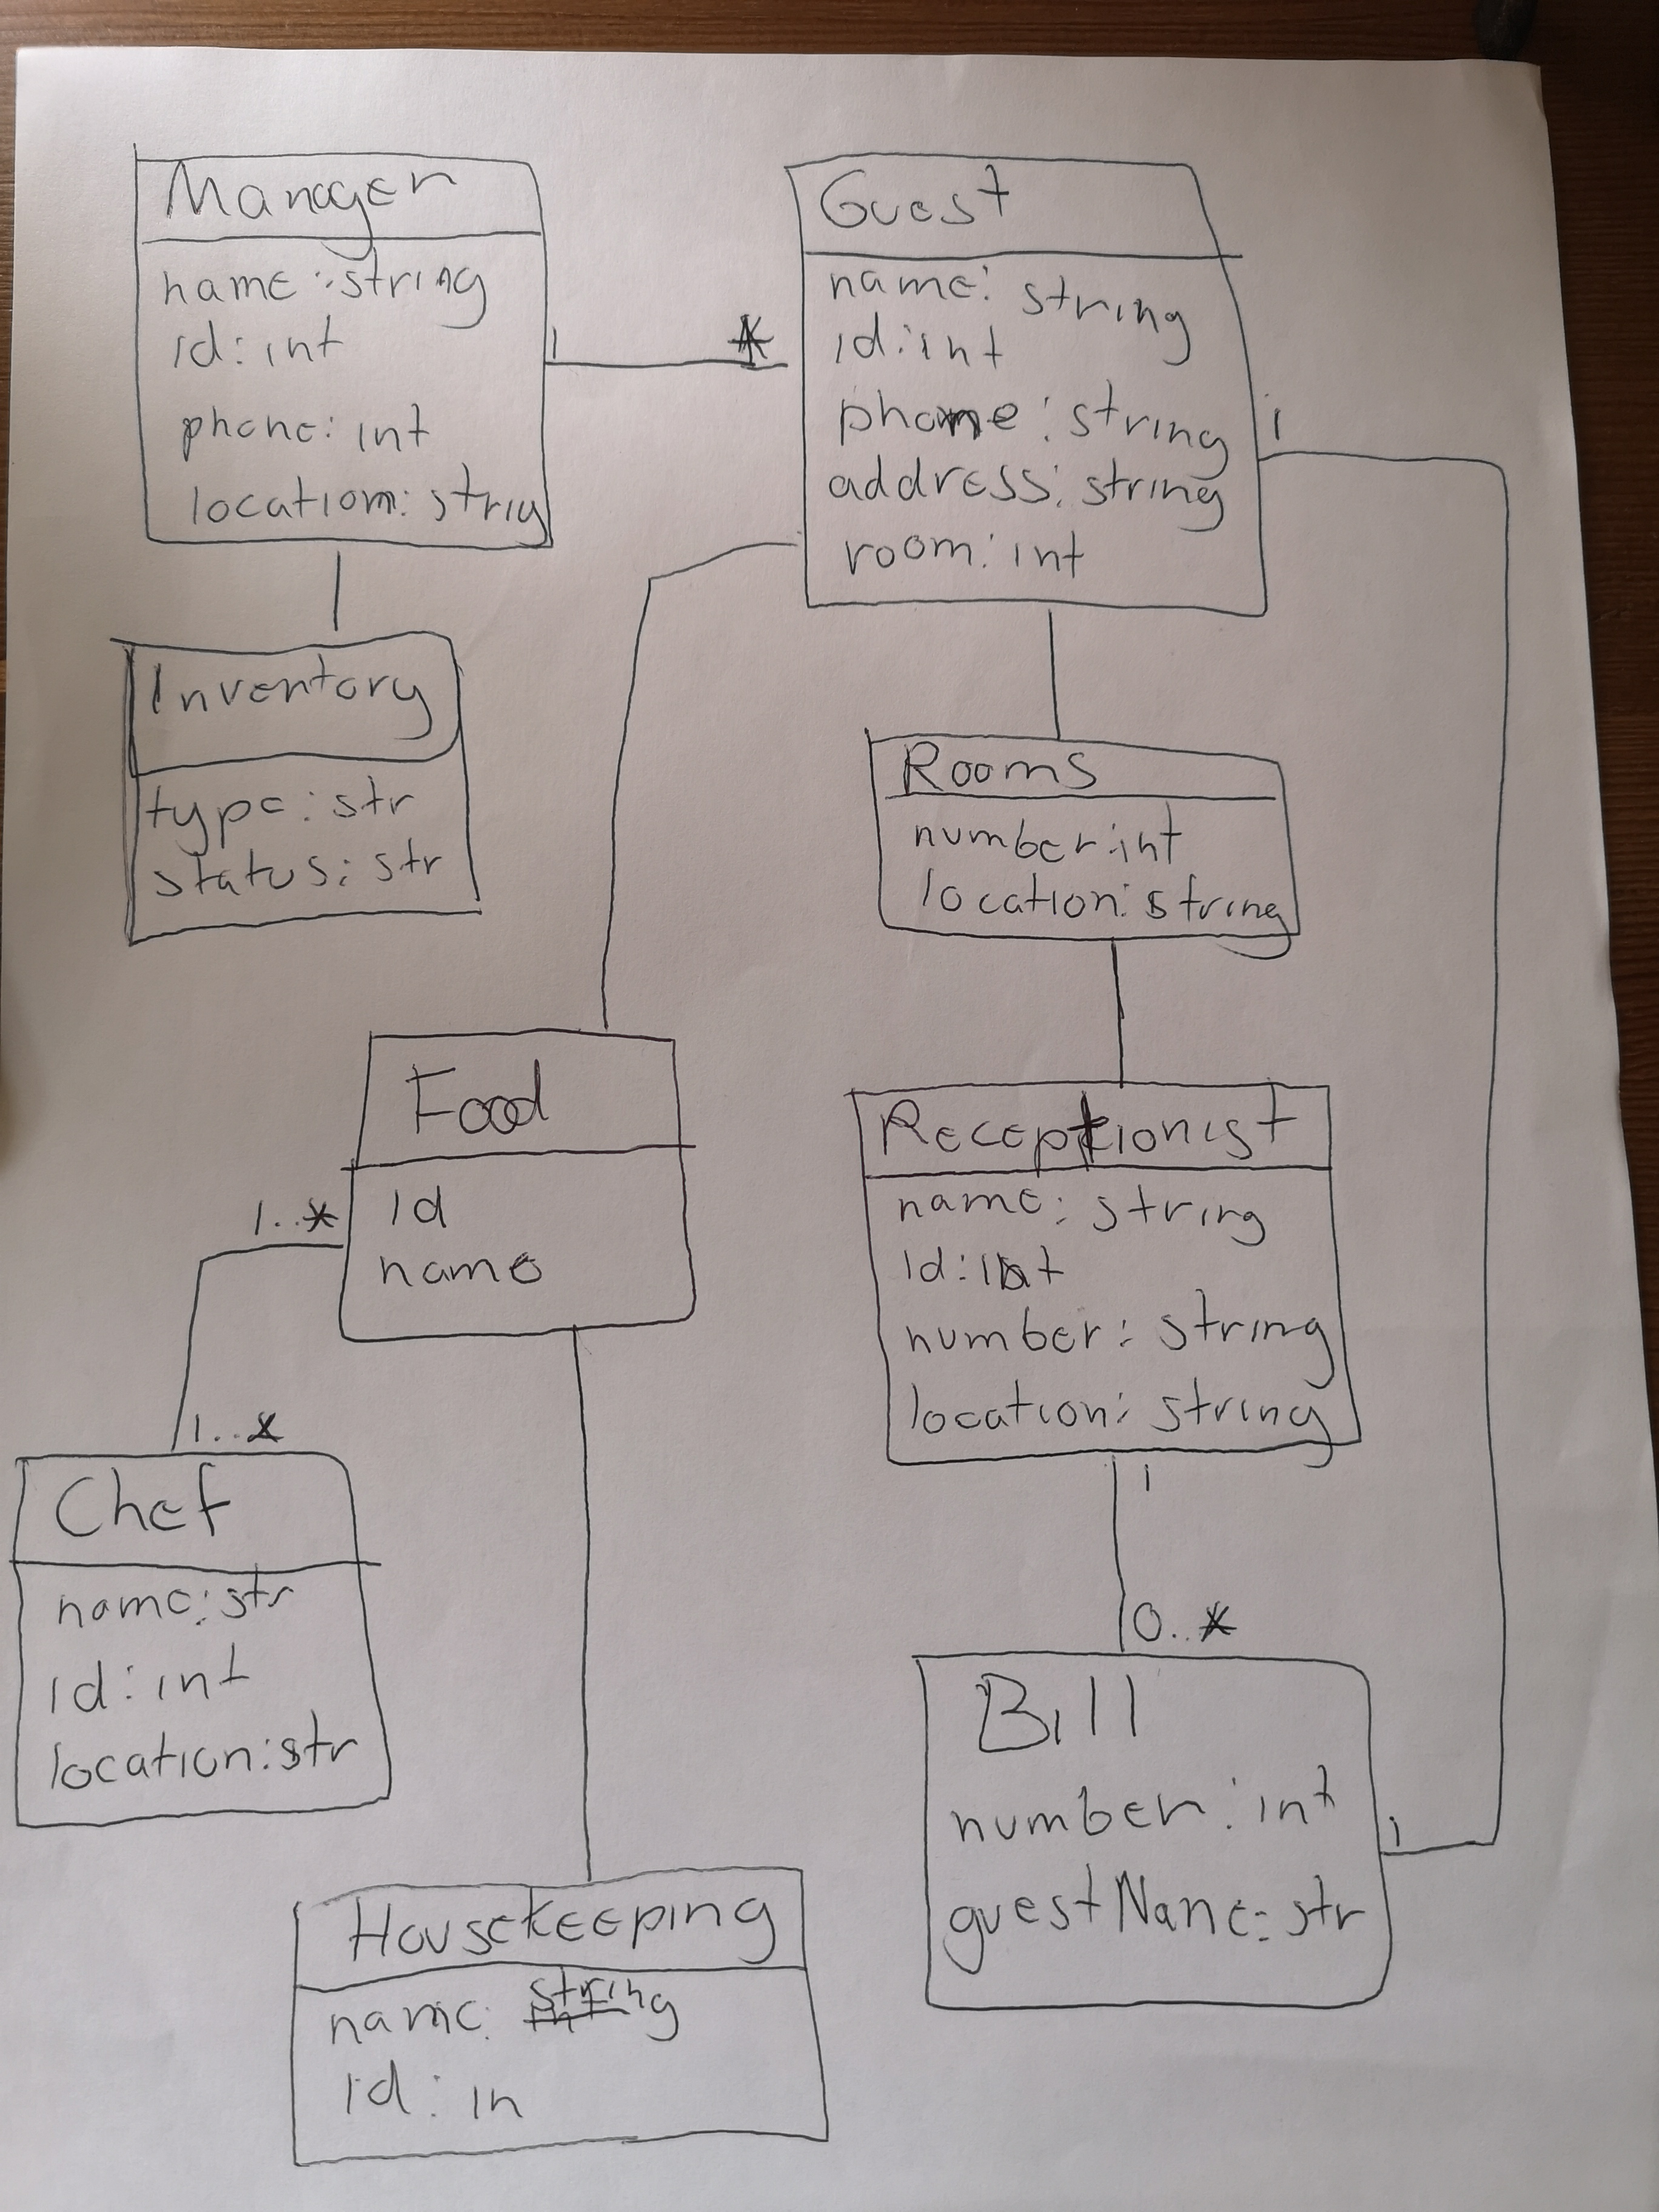 Manager
name: string
id: int
phone: int
location: strig
1
*
Guest
name: string
id: int
phone: string
address: string
room: int
1
Inventory
type: str
status: str
Rooms
number: int
location: string
Food
id
name
1..*
1..*
Receptionist
name: string
id: int
number: string
location: string
1
0..*
Chef
name: str
id: int
location: str
Bill
number: int
guestName: str
1
Housekeeping
name: string
id: in